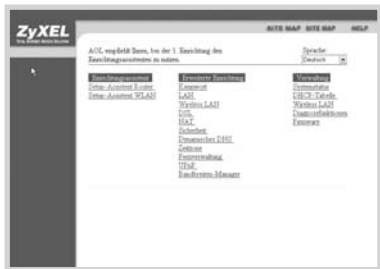 ZyXEL
SITE MAP
HELP
AOL empfiehlt Ihnen, bei der 1. Einrichtung den
Einrichtungsassistenten zu nutzen.
Sprache
Deutsch
Einrichtungsassistent
Setup-Assistent Router
Setup-Assistent WLAN
Erweiterte Einrichtung
Kennwort
LAN
Wireless LAN
DSL
NAT
Sicherheit
Dynamischer DNS
Zeitzone
Fernverwaltung
UPnP
Bandbreiten-Manager
Verwaltung
Systemstatus
DHCP-Tabelle
Wireless LAN
Diagnosefunktionen
Firmware